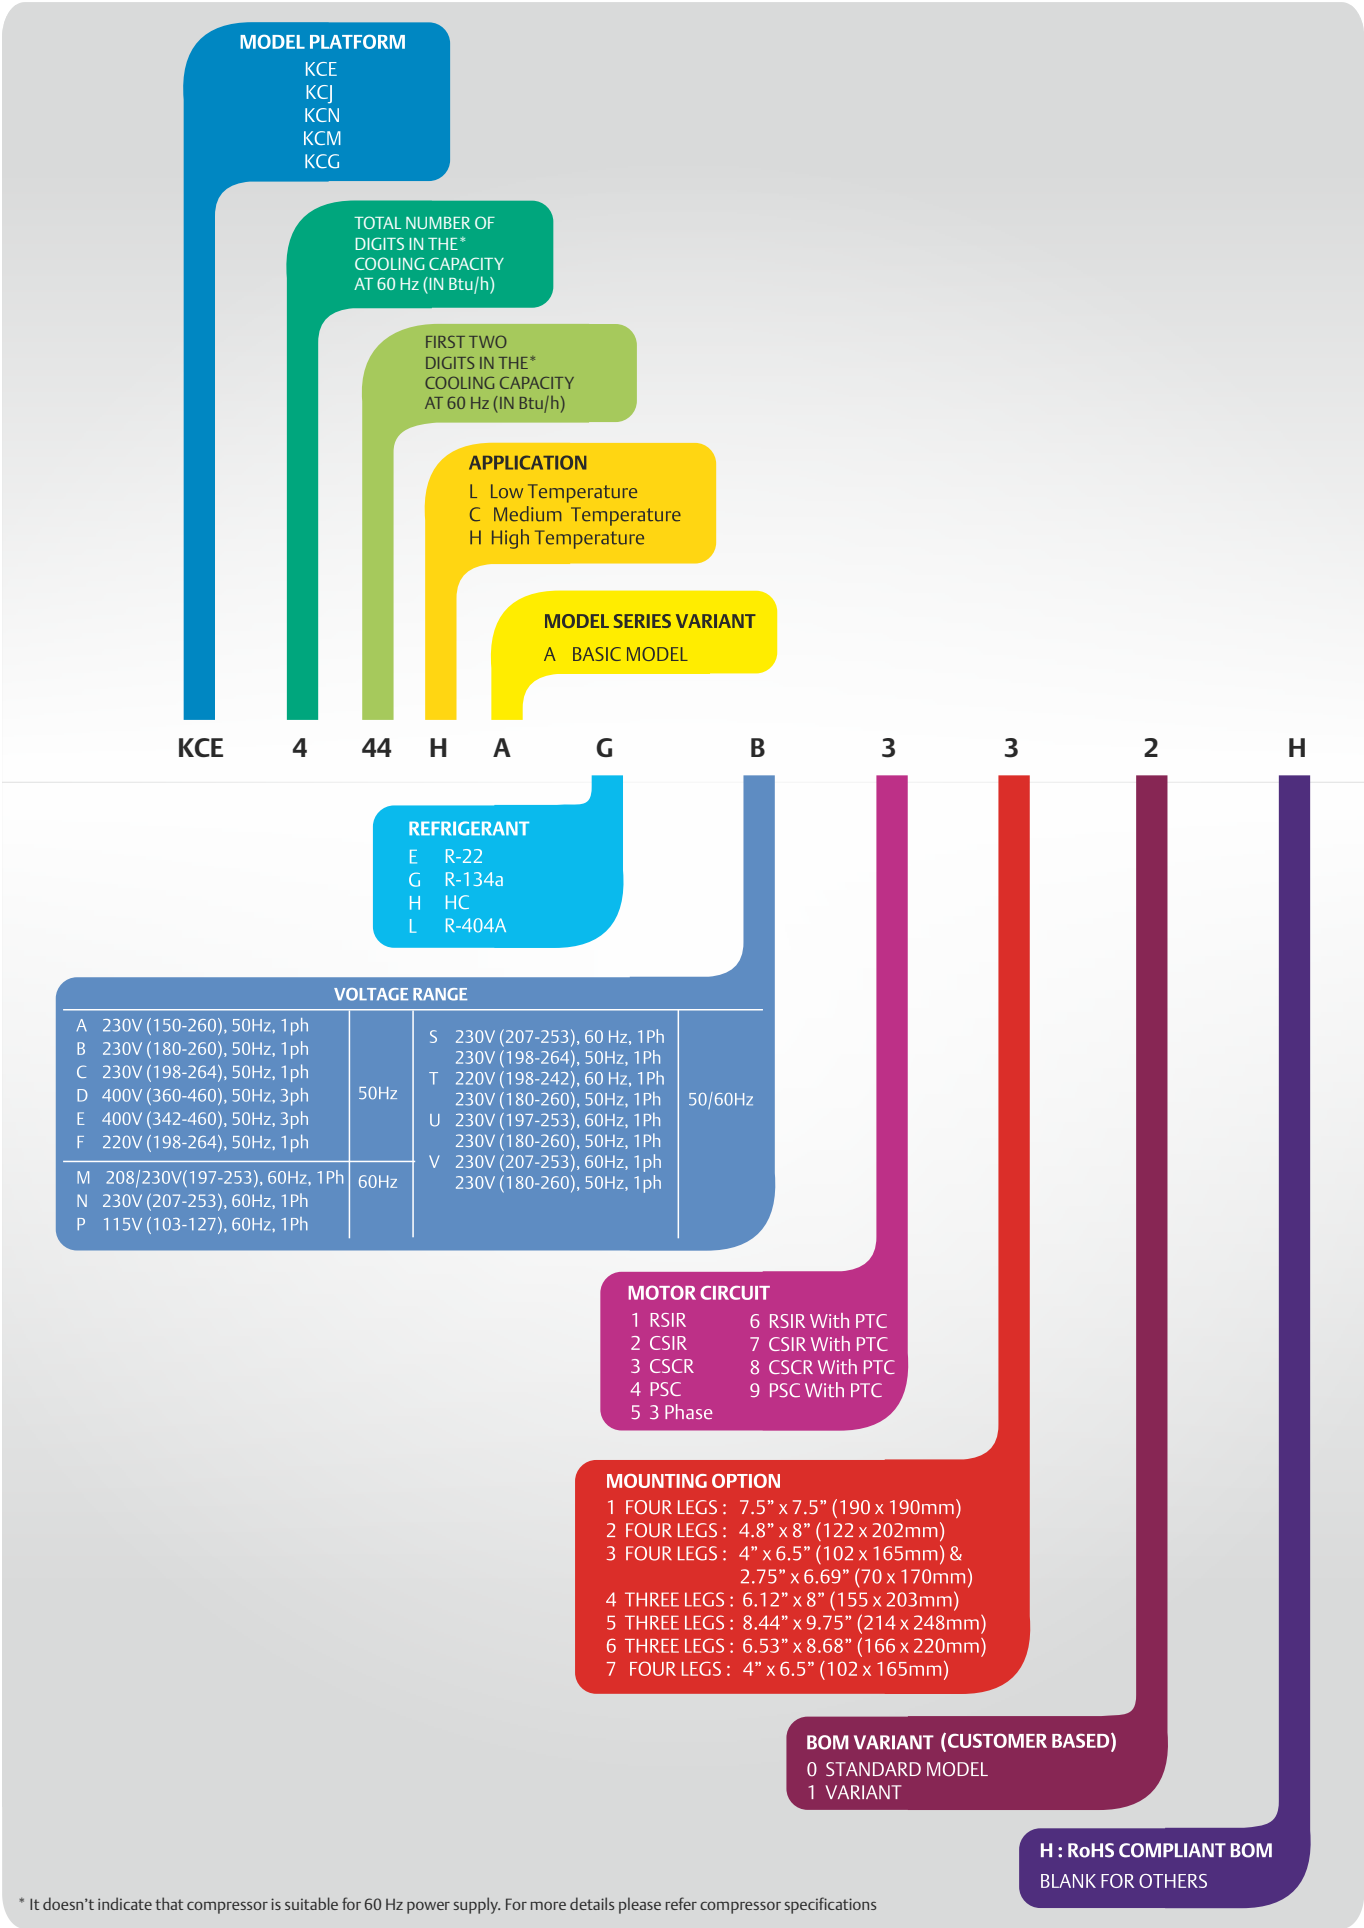 MODEL PLATFORM
KCE
KCJ
KCN
KCM
KCG
TOTAL NUMBER OF
DIGITS IN THE*
COOLING CAPACITY
AT 60 Hz (IN Btu/h)
FIRST TWO
DIGITS IN THE*
COOLING CAPACITY
AT 60 Hz (IN Btu/h)
APPLICATION
L Low Temperature
C Medium Temperature
H High Temperature
MODEL SERIES VARIANT
A BASIC MODEL
KCE 4 44 H A G B 3 3 2 H
REFRIGERANT
E R-22
G R-134a
H HC
L R-404A
VOLTAGE RANGE
A 230V (150-260), 50Hz, 1ph
B 230V (180-260), 50Hz, 1ph
C 230V (198-264), 50Hz, 1ph
D 400V (360-460), 50Hz, 3ph
E 400V (342-460), 50Hz, 3ph
F 220V (198-264), 50Hz, 1ph
50Hz
M 208/230V(197-253), 60Hz, 1Ph
N 230V (207-253), 60Hz, 1Ph
P 115V (103-127), 60Hz, 1Ph
60Hz
S 230V (207-253), 60 Hz, 1Ph
230V (198-264), 50Hz, 1Ph
T 220V (198-242), 60 Hz, 1Ph
230V (180-260), 50Hz, 1Ph
U 230V (197-253), 60Hz, 1Ph
230V (180-260), 50Hz, 1Ph
V 230V (207-253), 60Hz, 1ph
230V (180-260), 50Hz, 1ph
50/60Hz
MOTOR CIRCUIT
1 RSIR
2 CSIR
3 CSCR
4 PSC
5 3 Phase
6 RSIR With PTC
7 CSIR With PTC
8 CSCR With PTC
9 PSC With PTC
MOUNTING OPTION
1 FOUR LEGS : 7.5” x 7.5” (190 x 190mm)
2 FOUR LEGS : 4.8” x 8” (122 x 202mm)
3 FOUR LEGS : 4” x 6.5” (102 x 165mm) &
2.75” x 6.69” (70 x 170mm)
4 THREE LEGS : 6.12” x 8” (155 x 203mm)
5 THREE LEGS : 8.44” x 9.75” (214 x 248mm)
6 THREE LEGS : 6.53” x 8.68” (166 x 220mm)
7 FOUR LEGS : 4” x 6.5” (102 x 165mm)
BOM VARIANT (CUSTOMER BASED)
0 STANDARD MODEL
1 VARIANT
H : RoHS COMPLIANT BOM
BLANK FOR OTHERS
* It doesn’t indicate that compressor is suitable for 60 Hz power supply. For more details please refer compressor specifications